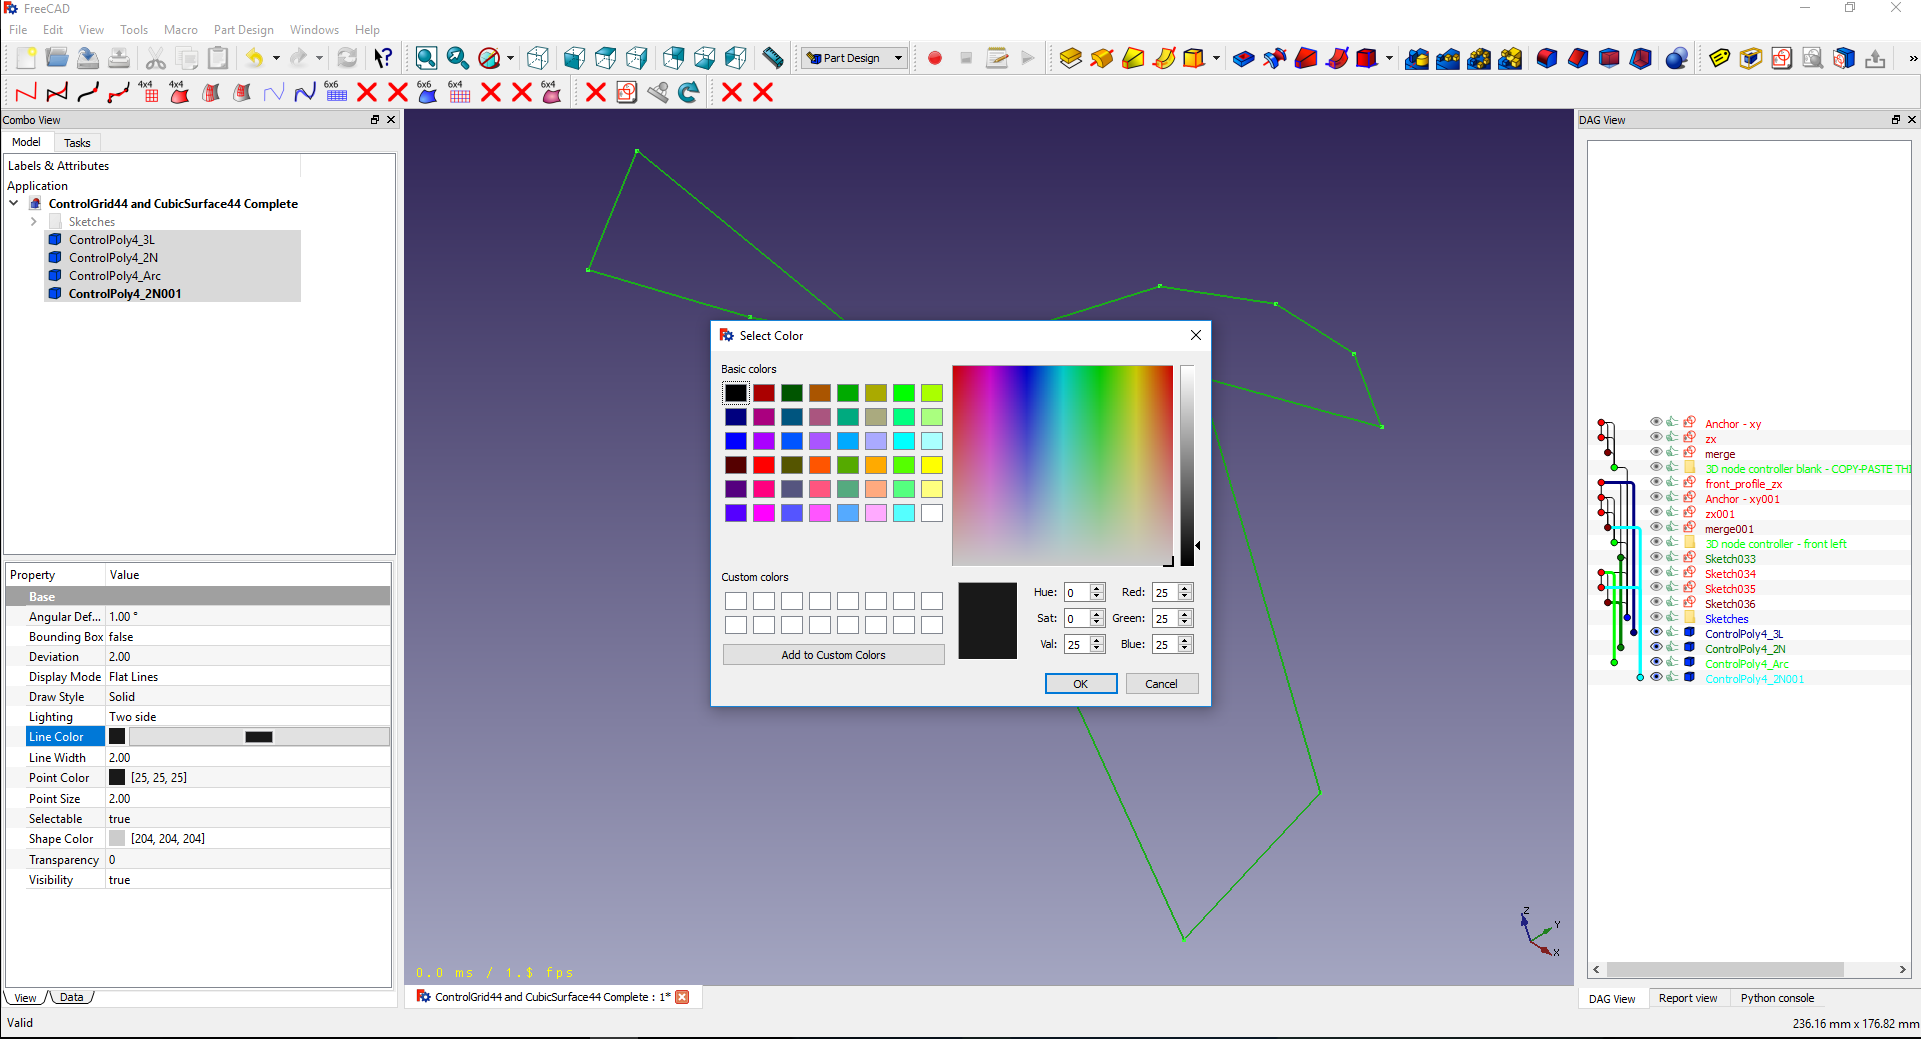 FreeCAD
File Edit View Tools Macro Part Design Windows Help
Part Design
4x4 4x4 6x6 6x6 6x4 6x4
Combo View
Model Tasks
Labels & Attributes
Application
ControlGrid44 and CubicSurface44 Complete
Sketches
ControlPoly4_3L
ControlPoly4_2N
ControlPoly4_Arc
ControlPoly4_2N001
Property Value
Base
Angular Def... 1.00 °
Bounding Box false
Deviation 2.00
Display Mode Flat Lines
Draw Style Solid
Lighting Two side
Line Color
Line Width 2.00
Point Color [25, 25, 25]
Point Size 2.00
Selectable true
Shape Color [204, 204, 204]
Transparency 0
Visibility true
View Data
Valid
Select Color
Basic colors
Custom colors
Add to Custom Colors
Hue: 0 Red: 25
Sat: 0 Green: 25
Val: 25 Blue: 25
OK Cancel
Z
Y
X
0.0 ms / 1.$ fps
ControlGrid44 and CubicSurface44 Complete : 1*
DAG View
Anchor - xy
zx
merge
3D node controller blank - COPY-PASTE THI
front_profile_zx
Anchor - xy001
zx001
merge001
3D node controller - front left
Sketch033
Sketch034
Sketch035
Sketch036
Sketches
ControlPoly4_3L
ControlPoly4_2N
ControlPoly4_Arc
ControlPoly4_2N001
DAG View Report view Python console
236.16 mm x 176.82 mm